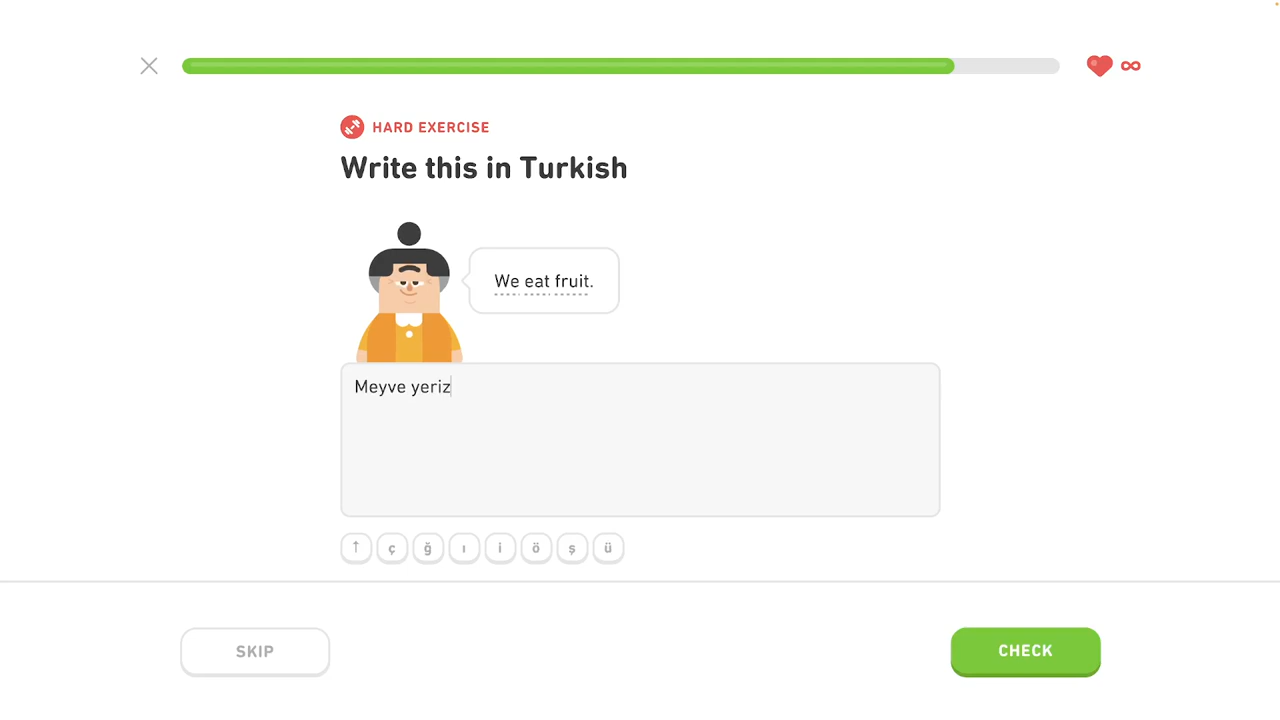 ∞
HARD EXERCISE
Write this in Turkish
We eat fruit.
Meyve yeriz
↑ ç ğ ı i ö ş ü
SKIP
CHECK